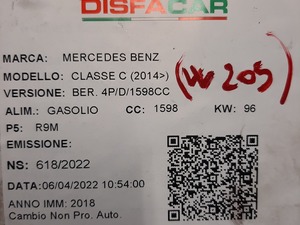 DISFACAR
MARCA: MERCEDES BENZ
MODELLO: CLASSE C (2014>)
(W 205)
VERSIONE: BER. 4P/D/1598CC
ALIM.: GASOLIO CC: 1598 KW: 96
P5: R9M
EMISSIONE:
NS: 618/2022
DATA:06/04/2022 10:54:00
ANNO IMM: 2018
Cambio Non Pro. Auto.